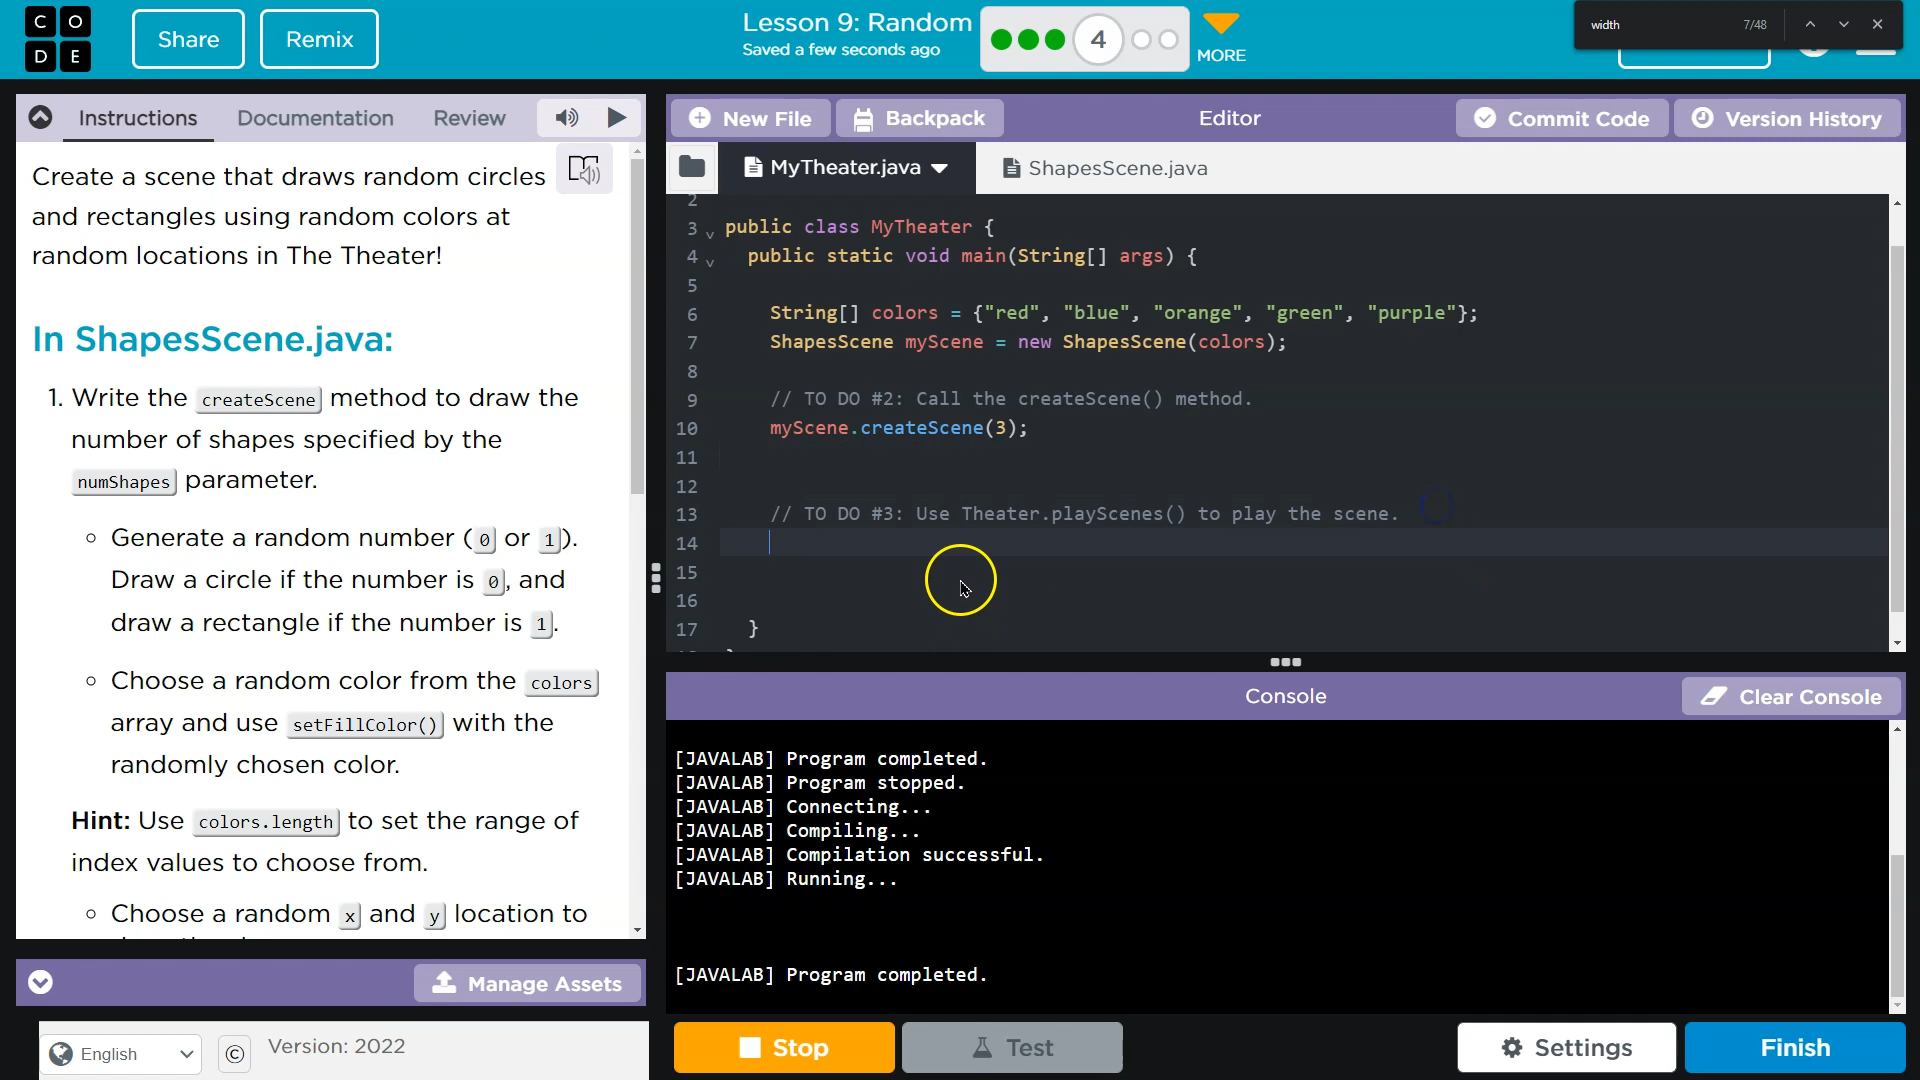 C O
D E
Share
Remix
Lesson 9: Random
Saved a few seconds ago
4
MORE
width
7/48
Instructions
Documentation
Review
New File
Backpack
Editor
Commit Code
Version History
MyTheater.java
ShapesScene.java
Create a scene that draws random circles
and rectangles using random colors at
random locations in The Theater!
In ShapesScene.java:
1. Write the createScene method to draw the
number of shapes specified by the
numShapes parameter.
Generate a random number ( 0 or 1 ).
Draw a circle if the number is 0 , and
draw a rectangle if the number is 1 .
Choose a random color from the colors
array and use setFillColor() with the
randomly chosen color.
Hint: Use colors.length to set the range of
index values to choose from.
Choose a random x and y location to
2
3 public class MyTheater {
4 public static void main(String[] args) {
5
6 String[] colors = {"red", "blue", "orange", "green", "purple"};
7 ShapesScene myScene = new ShapesScene(colors);
8
9 // TO DO #2: Call the createScene() method.
10 myScene.createScene(3);
11
12
13 // TO DO #3: Use Theater.playScenes() to play the scene.
14
15
16
17 }
Console
Clear Console
[JAVALAB] Program completed.
[JAVALAB] Program stopped.
[JAVALAB] Connecting...
[JAVALAB] Compiling...
[JAVALAB] Compilation successful.
[JAVALAB] Running...
[JAVALAB] Program completed.
Manage Assets
English
©
Version: 2022
Stop
Test
Settings
Finish